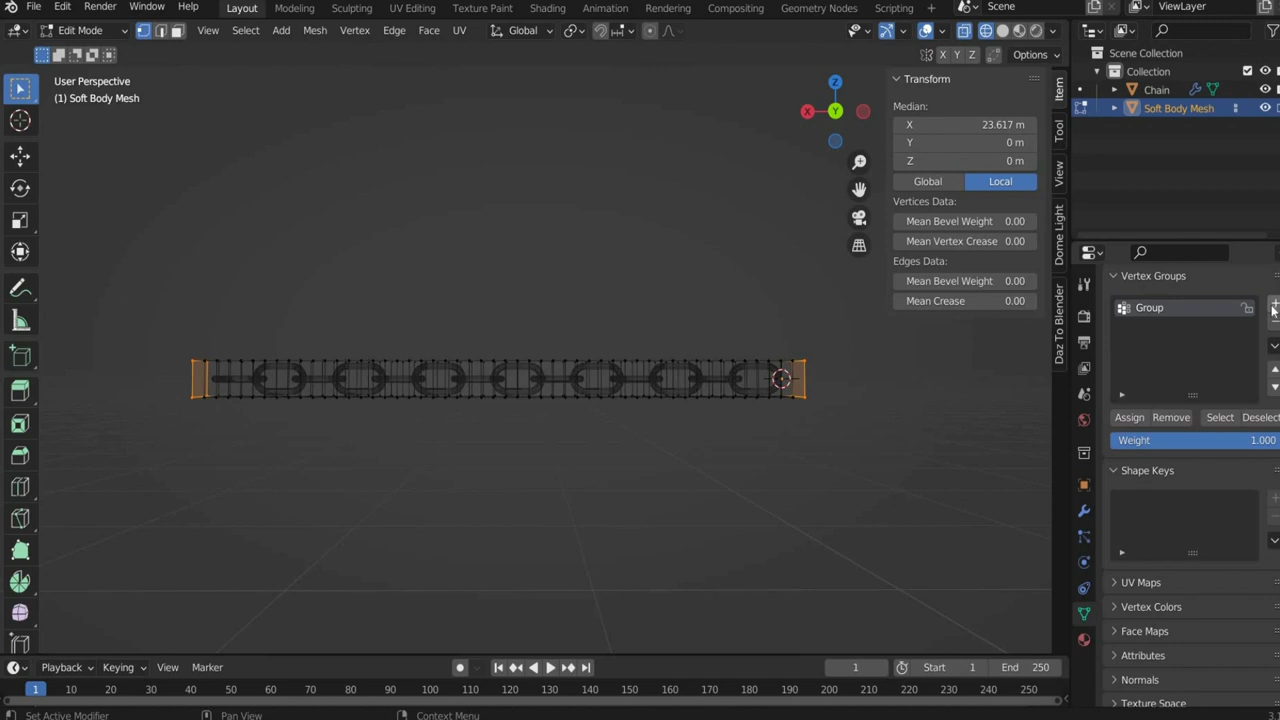 File Edit Render Window Help Layout Modeling Sculpting UV Editing Texture Paint Shading Animation Rendering Compositing Geometry Nodes Scripting Scene ViewLayer
Edit Mode View Select Add Mesh Vertex Edge Face UV Global
X Y Z Options
User Perspective
(1) Soft Body Mesh
Z
X
Y
Transform
Median:
X 23.617 m
Y 0 m
Z 0 m
Global Local
Vertices Data:
Mean Bevel Weight 0.00
Mean Vertex Crease 0.00
Edges Data:
Mean Bevel Weight 0.00
Mean Crease 0.00
Item
Tool
View
Dome Light
Daz To Blender
Scene Collection
Collection
Chain
Soft Body Mesh
Vertex Groups
Group
Assign Remove Select Deselect
Weight 1.000
Shape Keys
UV Maps
Vertex Colors
Face Maps
Attributes
Normals
Texture Space
Playback Keying View Marker 1 Start 1 End 250
1 10 20 30 40 50 60 70 80 90 100 110 120 130 140 150 160 170 180 190 200 210 220 230 240 250
Set Active Modifier Pan View Context Menu